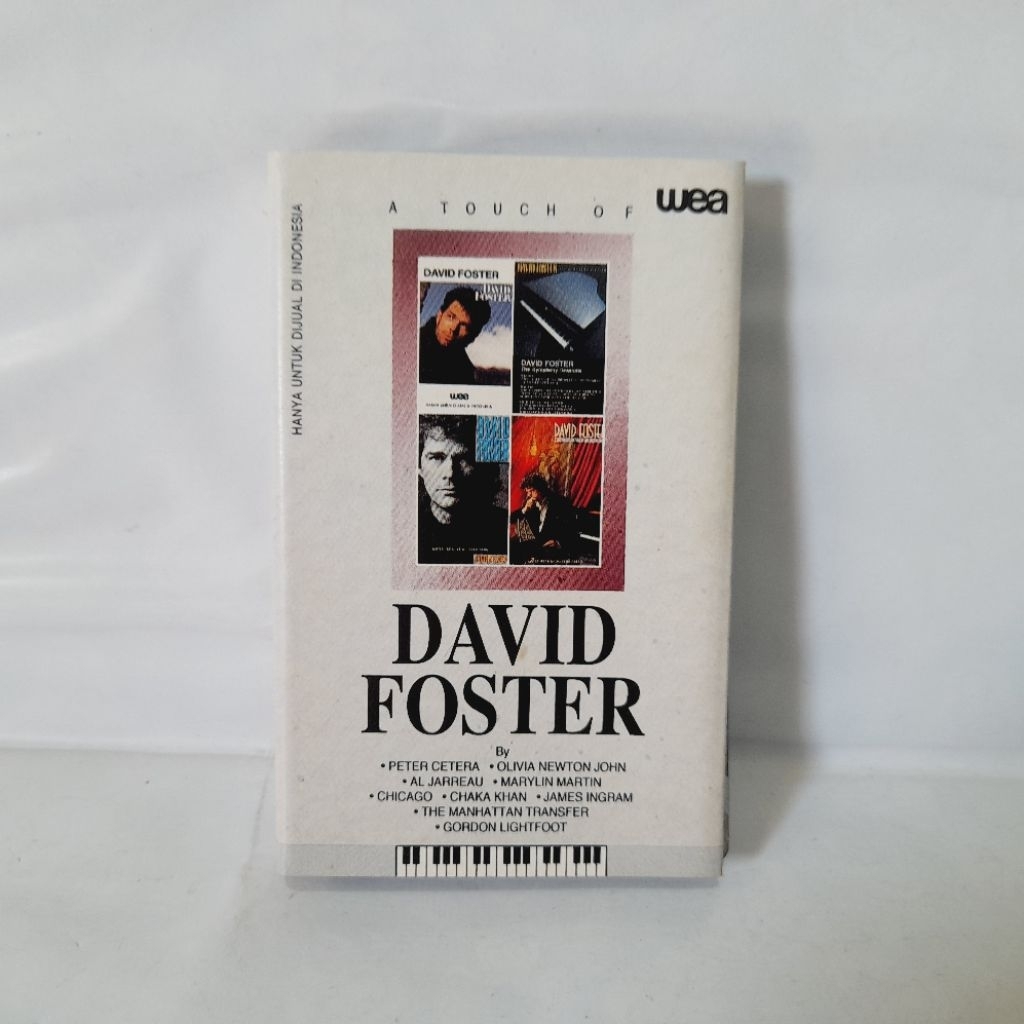 A TOUCH OF
wea
HANYA UNTUK DIJUAL DI INDONESIA
DAVID FOSTER
DAVID FOSTER
wea
DAVID FOSTER
DAVID FOSTER
The Symphony Sessions
DAVID FOSTER
DAVID
FOSTER
By
• PETER CETERA • OLIVIA NEWTON JOHN
• AL JARREAU • MARYLIN MARTIN
• CHICAGO • CHAKA KHAN • JAMES INGRAM
• THE MANHATTAN TRANSFER
• GORDON LIGHTFOOT